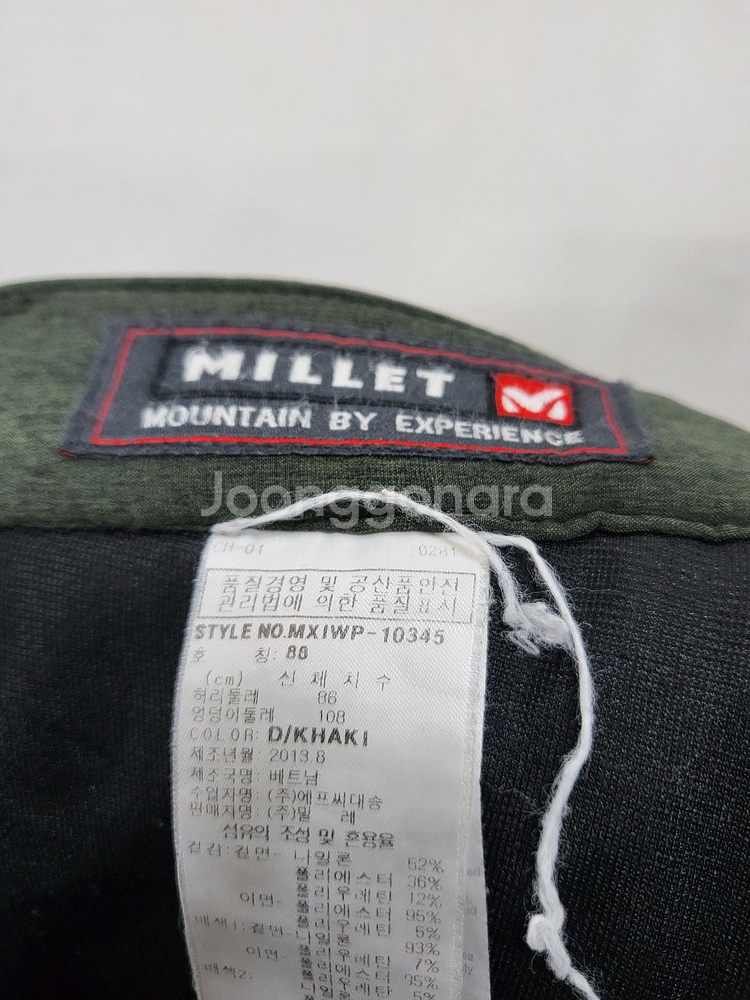 MILLET
MOUNTAIN BY EXPERIENCE
Joonggonara
CH-01 0281
품질경영 및 공산품안전
관리법에 의한 품질표시
STYLE NO.MXIWP-10345
호 칭: 88
(cm) 신 체 치 수
허리둘레 86
엉덩이둘레 108
COLOR: D/KHAKI
제조년월: 2013.8
제조국명: 베트남
수입자명: (주)에프씨대승
판매자명: (주)밀 레
섬유의 조성 및 혼용율
겉감:겉면- 나일론 52%
폴리에스터 36%
폴리우레탄 12%
이면- 폴리에스터 95%
폴리우레탄 5%
배색1:겉면- 나일론 93%
폴리우레탄 7%
이면- 폴리에스터 95%
배색2: 5%